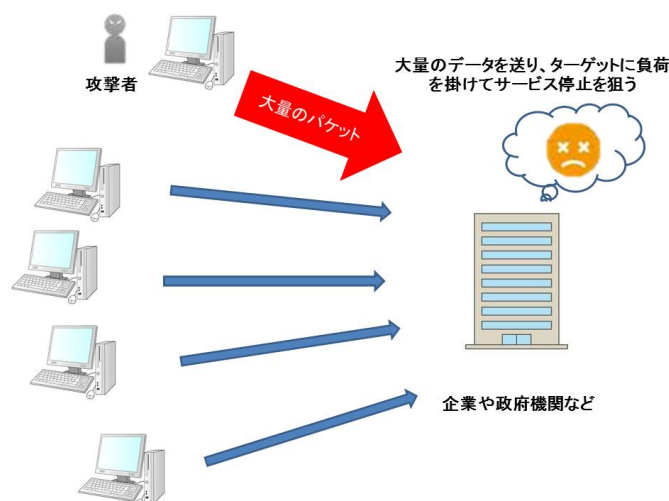 攻撃者
大量のデータを送り、ターゲットに負荷
を掛けてサービス停止を狙う
大量のパケット
企業や政府機関など